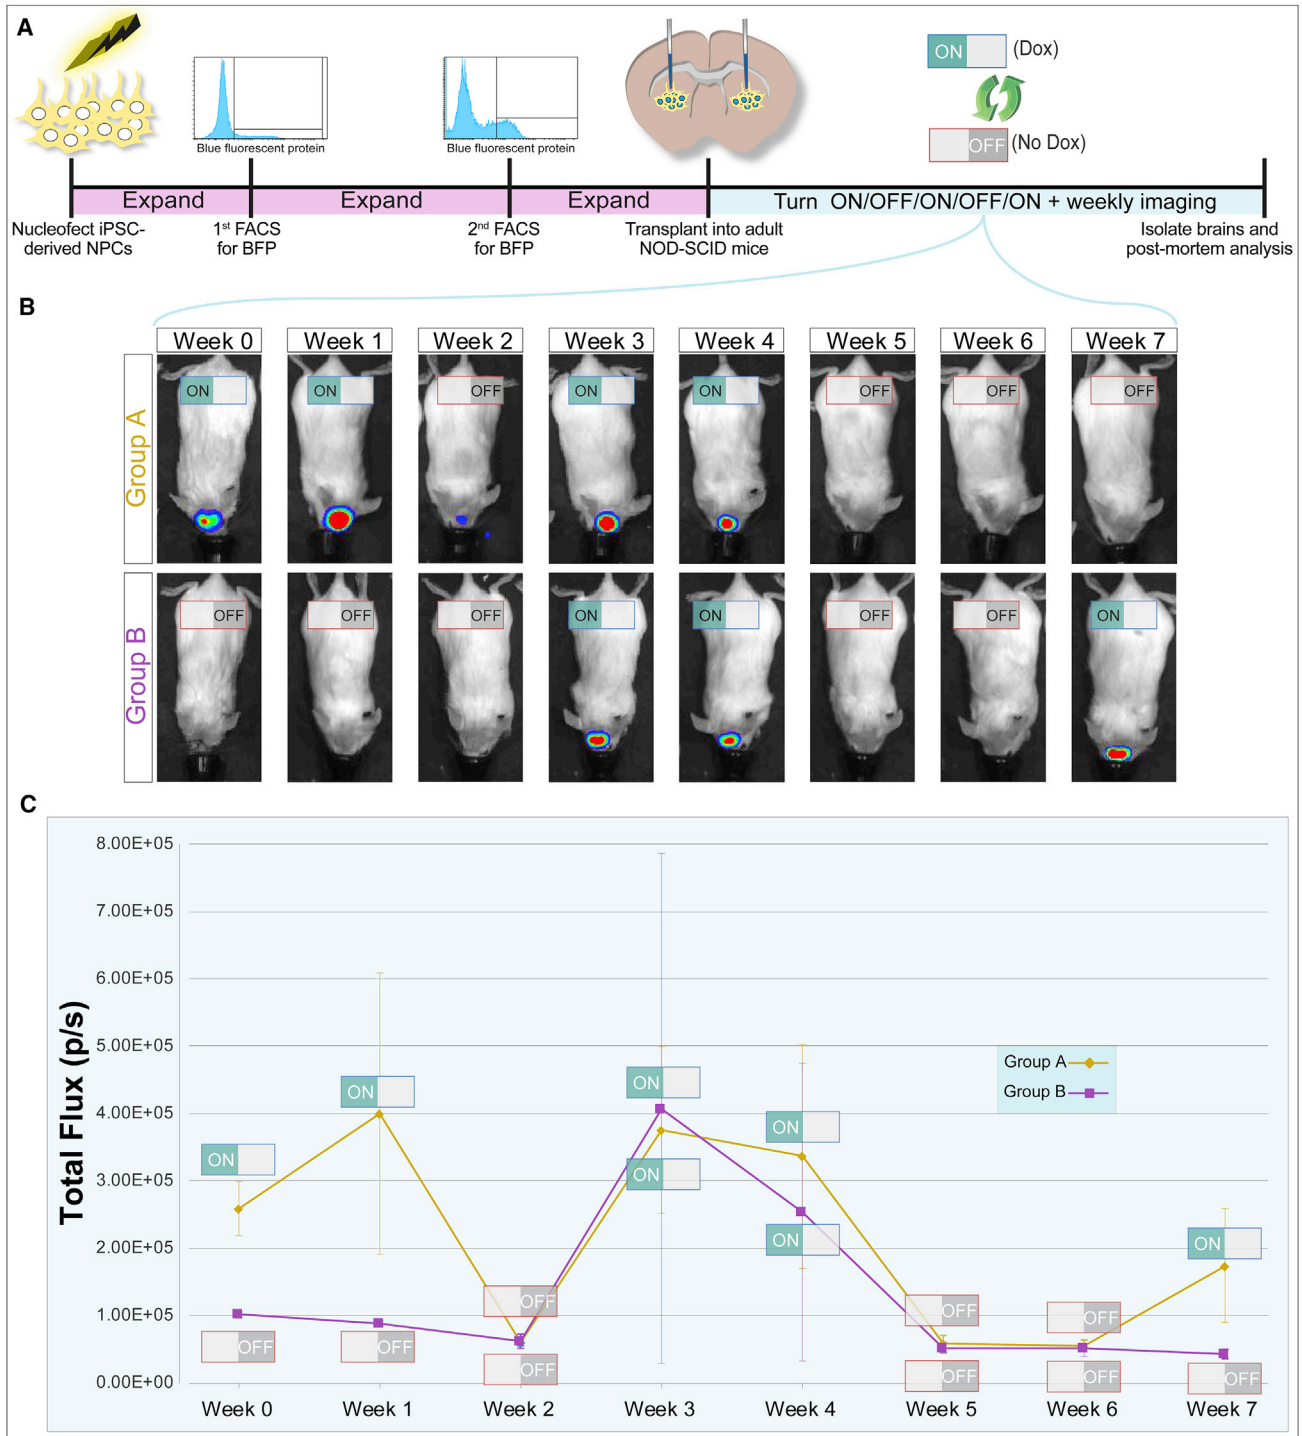 A
ON (Dox)
OFF (No Dox)
Blue fluorescent protein
Blue fluorescent protein
Expand
Expand
Expand
Turn ON/OFF/ON/OFF/ON + weekly imaging
Nucleofect iPSC-
derived NPCs
1st FACS
for BFP
2nd FACS
for BFP
Transplant into adult
NOD-SCID mice
Isolate brains and
post-mortem analysis
B
Week 0 Week 1 Week 2 Week 3 Week 4 Week 5 Week 6 Week 7
Group A
ON ON OFF ON ON OFF OFF OFF
Group B
OFF OFF OFF ON ON OFF OFF ON
C
Total Flux (p/s)
8.00E+05
7.00E+05
6.00E+05
5.00E+05
4.00E+05
3.00E+05
2.00E+05
1.00E+05
0.00E+00
Group A
Group B
ON
ON
ON
ON
ON
ON
ON
OFF
OFF
OFF
OFF
OFF
OFF
OFF
OFF
OFF
Week 0 Week 1 Week 2 Week 3 Week 4 Week 5 Week 6 Week 7